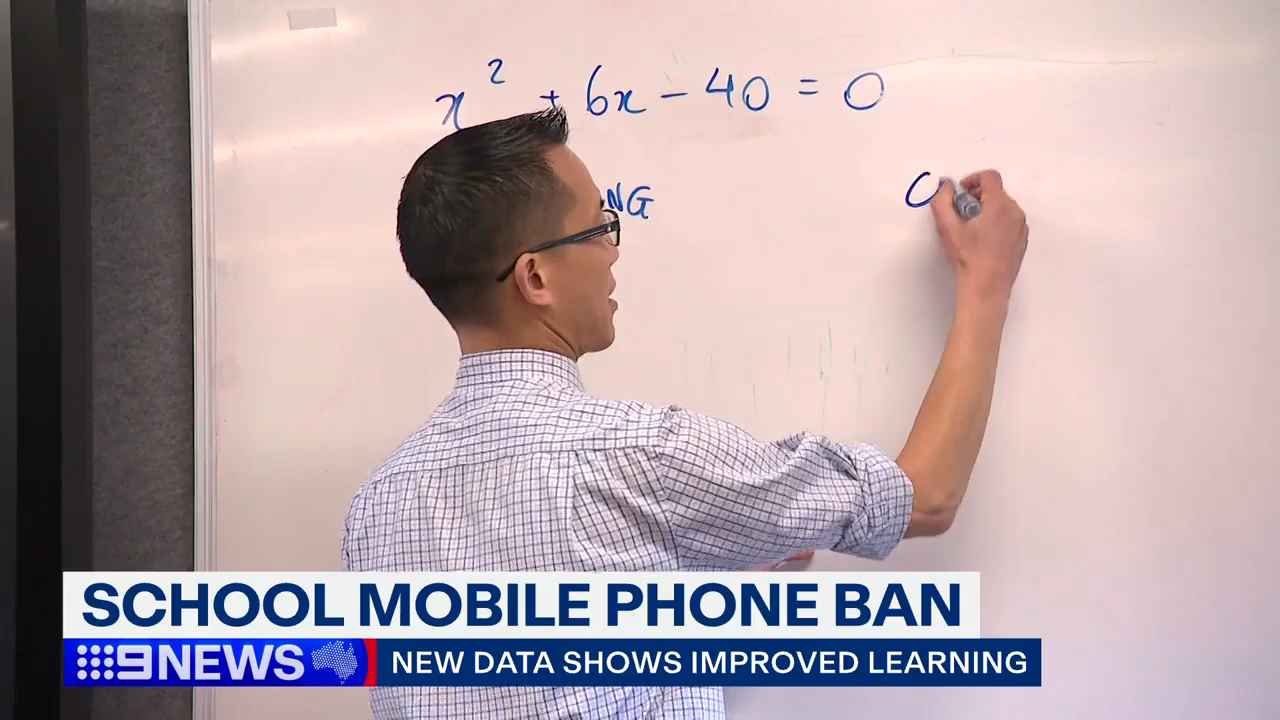 x² + 6x - 40 = 0
NG
SCHOOL MOBILE PHONE BAN
9NEWS
NEW DATA SHOWS IMPROVED LEARNING